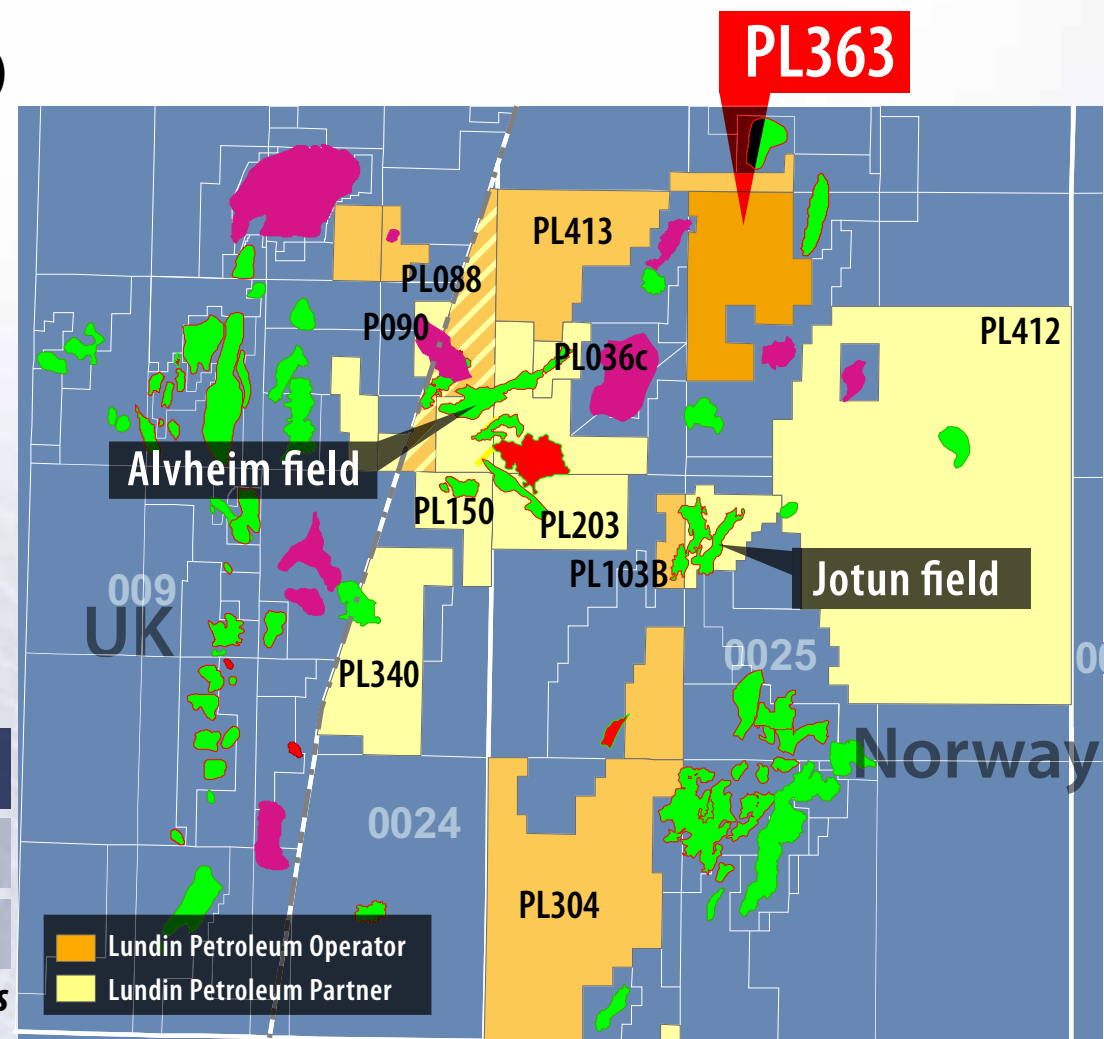 )
PL363
PL413
PL088
P090
PL412
PL036c
Alvheim field
PL150
PL203
PL103B
Jotun field
009
UK
0025
00
PL340
Norway
0024
PL304
Lundin Petroleum Operator
Lundin Petroleum Partner
s